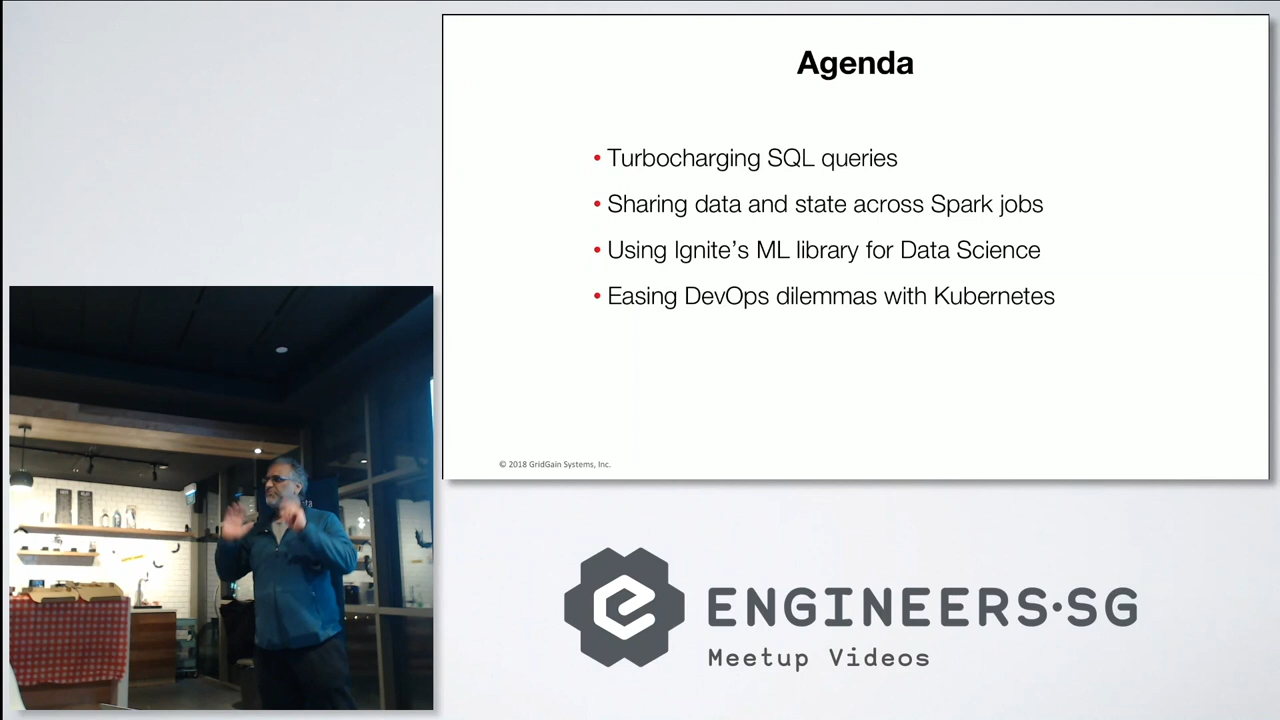 Agenda
• Turbocharging SQL queries
• Sharing data and state across Spark jobs
• Using Ignite’s ML library for Data Science
• Easing DevOps dilemmas with Kubernetes
© 2018 GridGain Systems, Inc.
ENGINEERS·SG
Meetup Videos